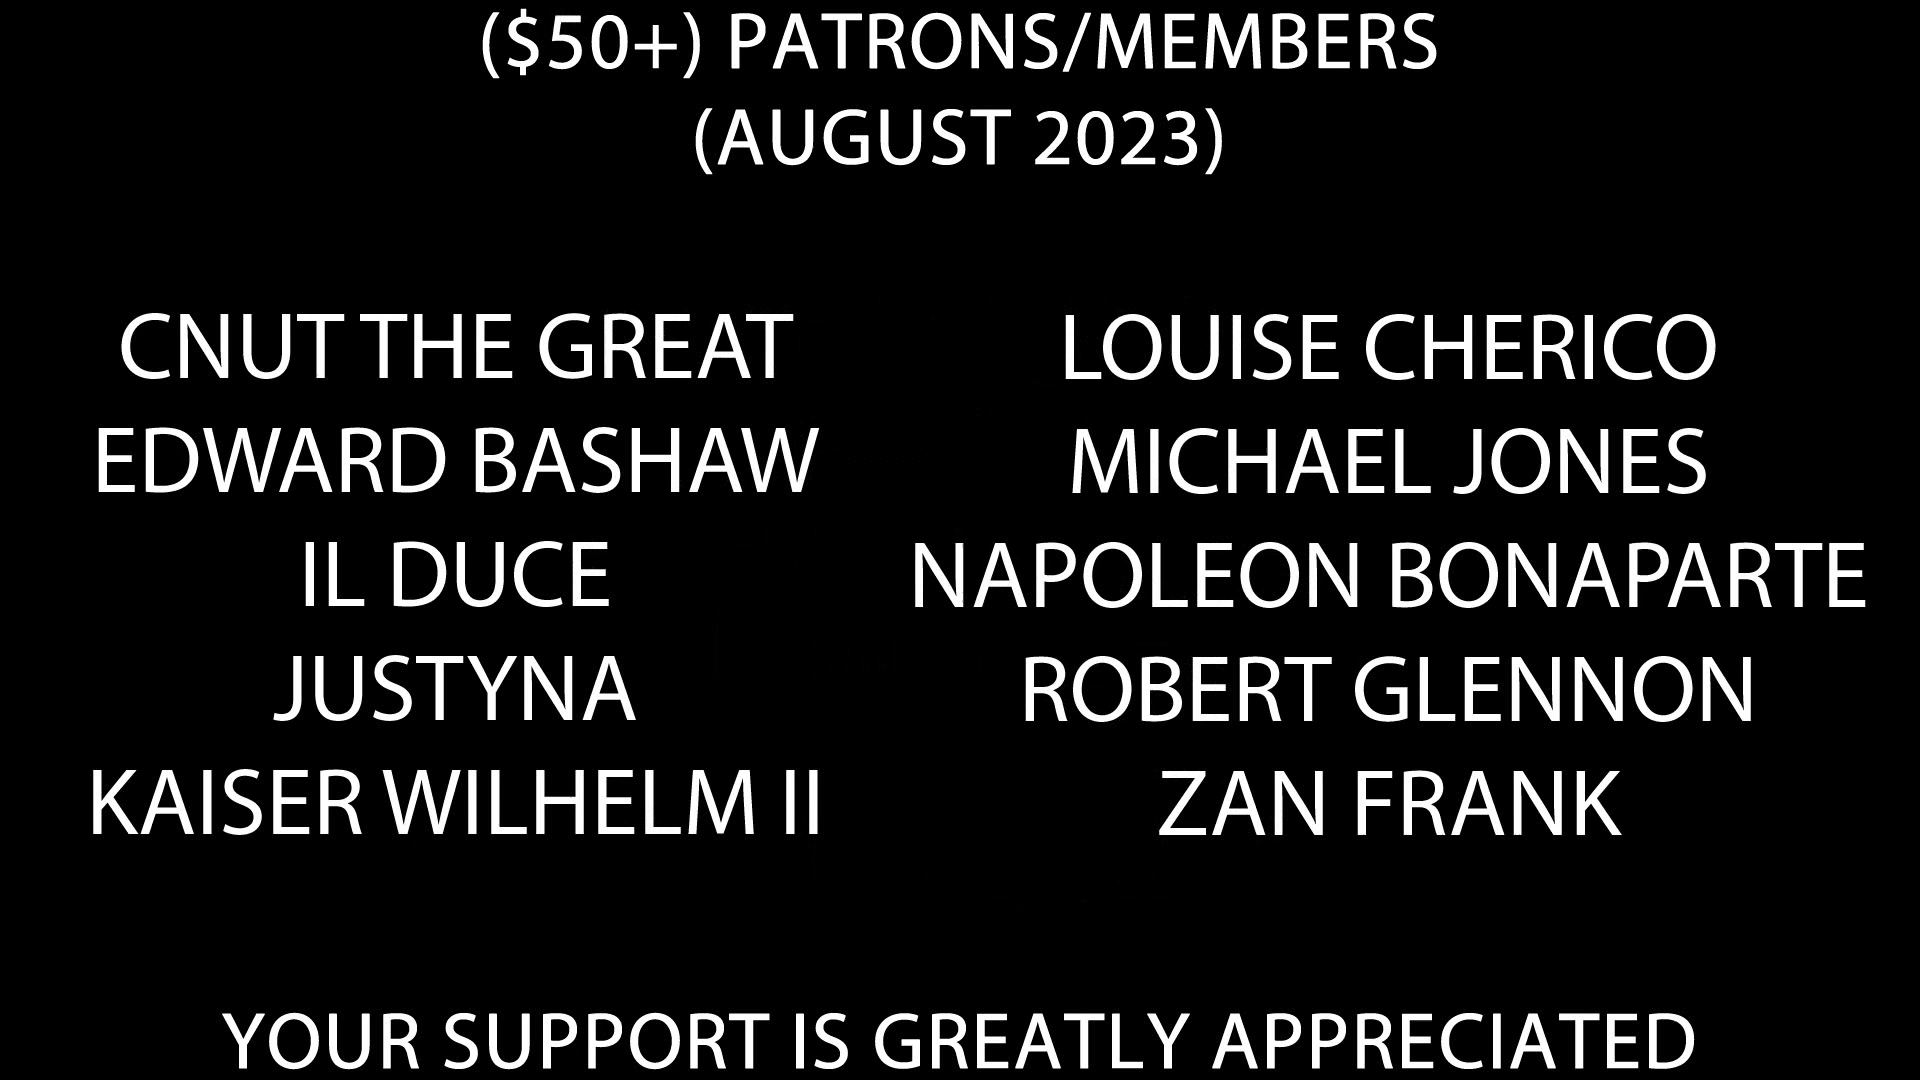 ($50+) PATRONS/MEMBERS
(AUGUST 2023)
CNUT THE GREAT
EDWARD BASHAW
IL DUCE
JUSTYNA
KAISER WILHELM II
LOUISE CHERICO
MICHAEL JONES
NAPOLEON BONAPARTE
ROBERT GLENNON
ZAN FRANK
YOUR SUPPORT IS GREATLY APPRECIATED